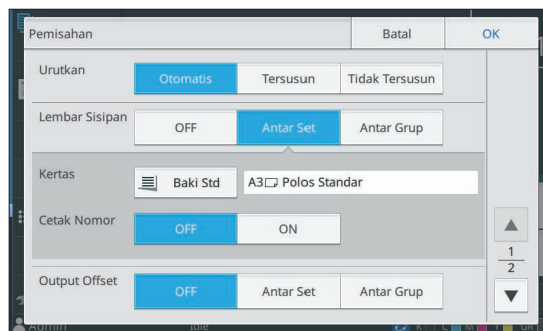 Pemisahan Batal OK
Urutkan Otomatis Tersusun Tidak Tersusun
Lembar Sisipan OFF Antar Set Antar Grup
Kertas Baki Std A3 Polos Standar
Cetak Nomor OFF ON
1
2
Output Offset OFF Antar Set Antar Grup
Admin Idle K C M Y GR